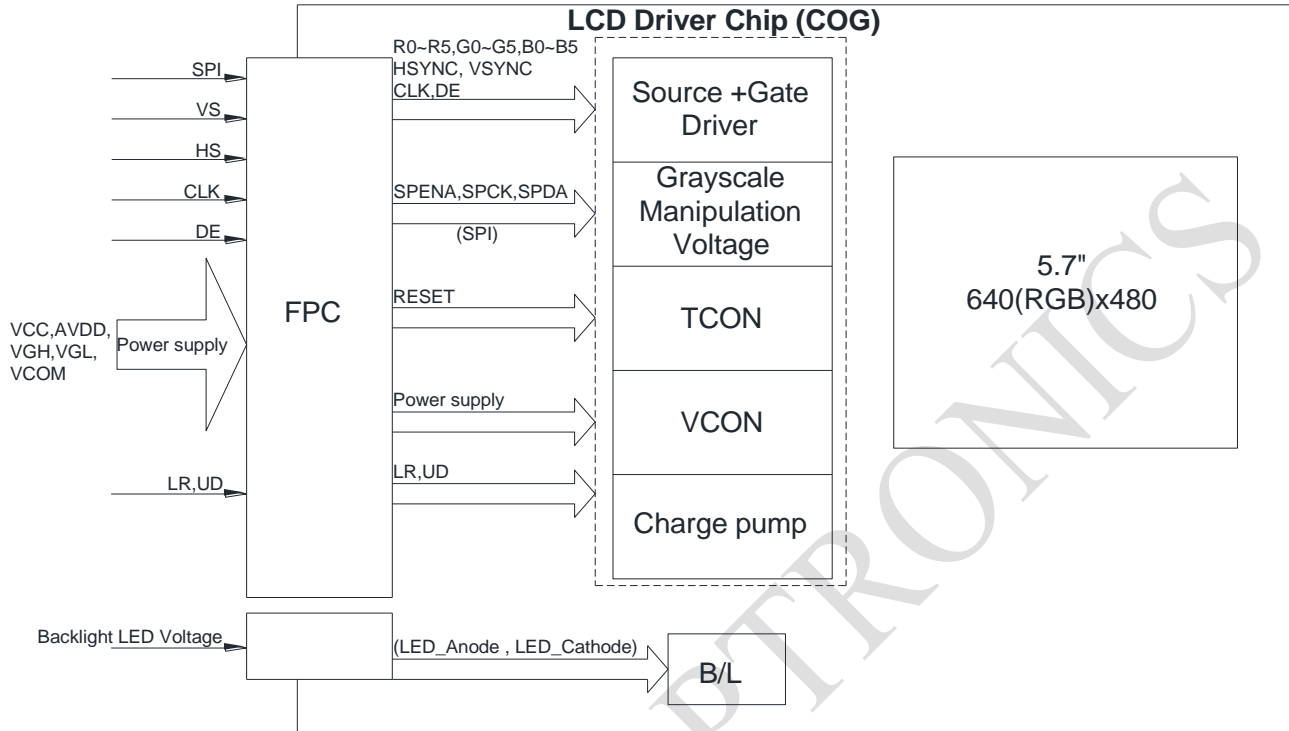 LCD Driver Chip (COG)
R0~R5,G0~G5,B0~B5
HSYNC, VSYNC
CLK,DE
SPI
VS
HS
CLK
DE
VCC,AVDD,
VGH,VGL,
VCOM
Power supply
LR,UD
FPC
SPENA,SPCK,SPDA
(SPI)
RESET
Power supply
LR,UD
Source +Gate
Driver
Grayscale
Manipulation
Voltage
TCON
VCON
Charge pump
5.7"
640(RGB)x480
Backlight LED Voltage
(LED_Anode , LED_Cathode)
B/L
PTRONICS